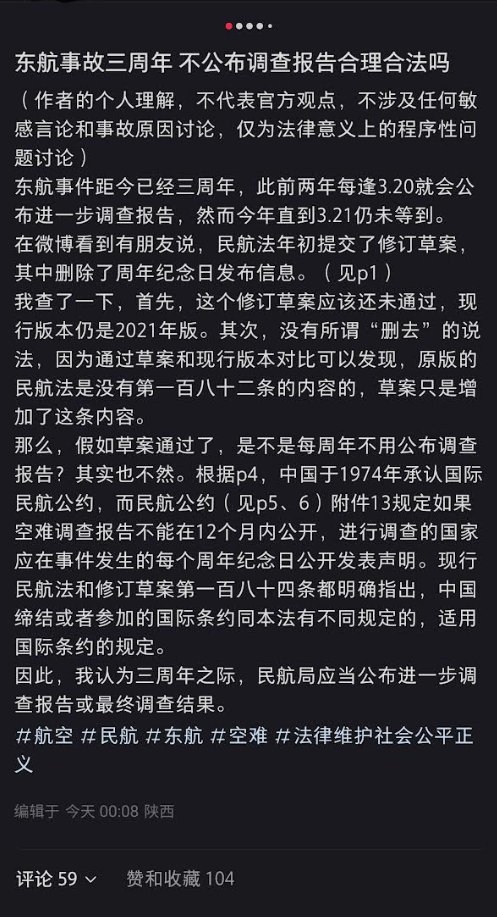 东航事故三周年 不公布调查报告合理合法吗
（作者的个人理解，不代表官方观点，不涉及任何敏
感言论和事故原因讨论，仅为法律意义上的程序性问
题讨论）
东航事件距今已经三周年，此前两年每逢3.20就会公
布进一步调查报告，然而今年直到3.21仍未等到。
在微博看到有朋友说，民航法年初提交了修订草案，
其中删除了周年纪念日发布信息。（见p1）
我查了一下，首先，这个修订草案应该还未通过，现
行版本仍是2021年版。其次，没有所谓“删去”的说
法，因为通过草案和现行版本对比可以发现，原版的
民航法是没有第一百八十二条的内容的，草案只是增
加了这条内容。
那么，假如草案通过了，是不是每周年不用公布调查
报告？其实也不然。根据p4，中国于1974年承认国际
民航公约，而民航公约（见p5、6）附件13规定如果
空难调查报告不能在12个月内公开，进行调查的国家
应在事件发生的每个周年纪念日公开发表声明。现行
民航法和修订草案第一百八十四条都明确指出，中国
缔结或者参加的国际条约同本法有不同规定的，适用
国际条约的规定。
因此，我认为三周年之际，民航局应当公布进一步调
查报告或最终调查结果。
#航空 #民航 #东航 #空难 #法律维护社会公平正
义
编辑于 今天 00:08 陕西
评论 59 赞和收藏 104